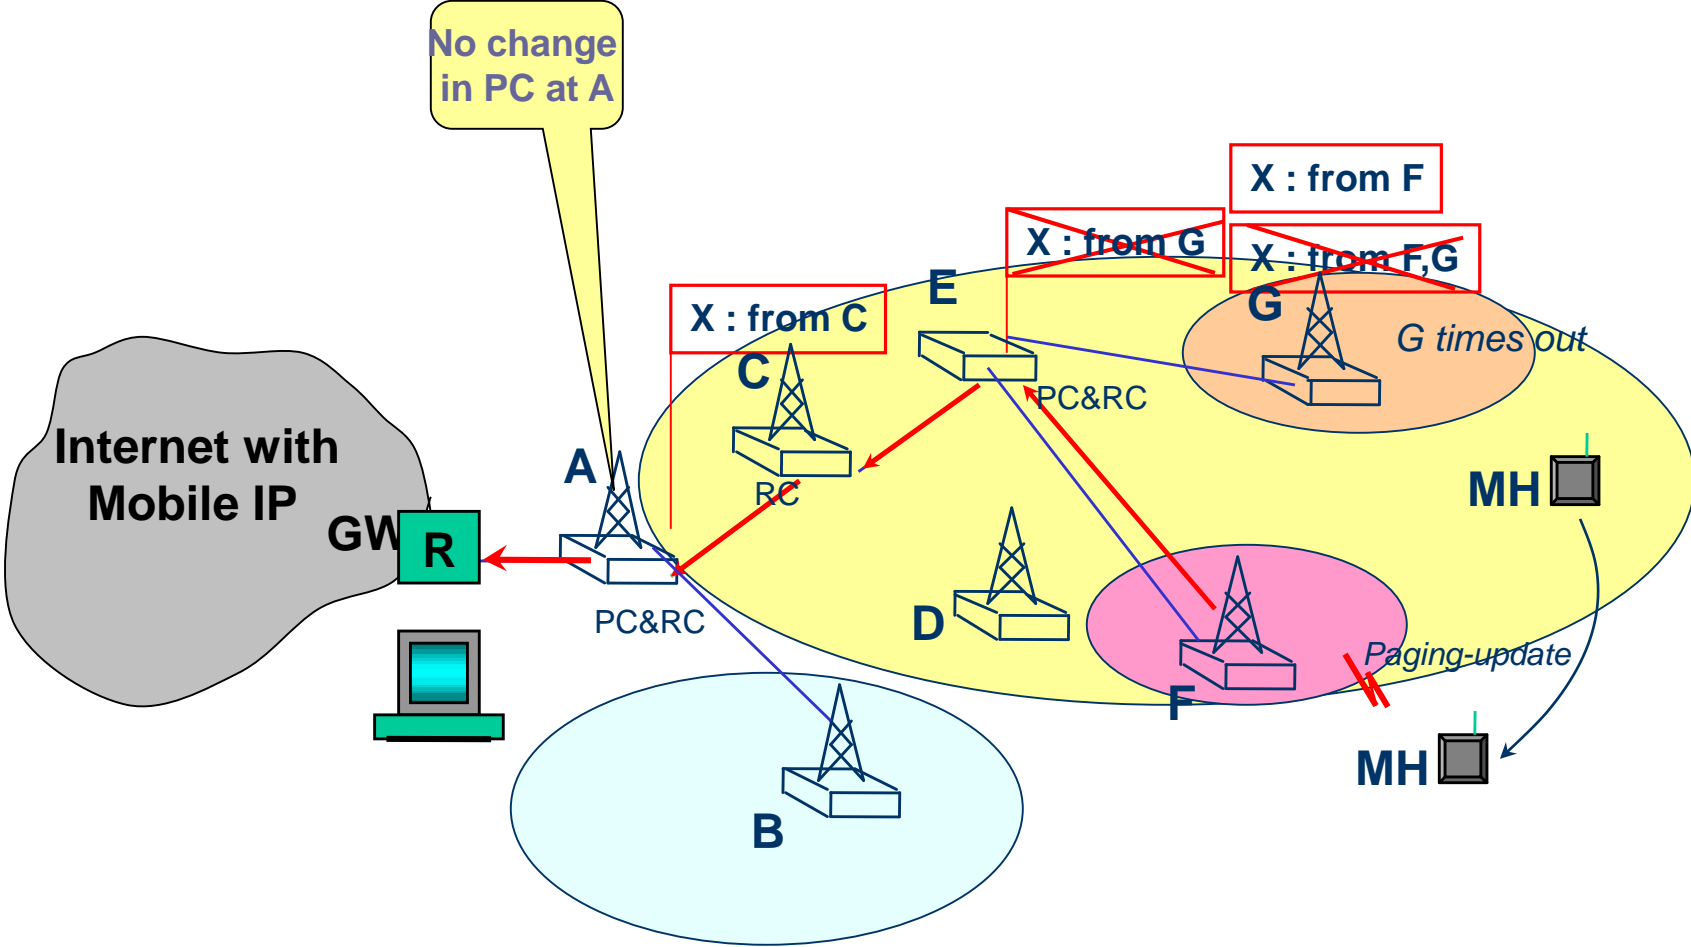 No change
in PC at A
X : from F
X : from G
X : from F,G
E
G
X : from C
G times out
C
PC&RC
Internet with
Mobile IP
A
MH
RC
GW
R
PC&RC
D
Paging-update
F
MH
B